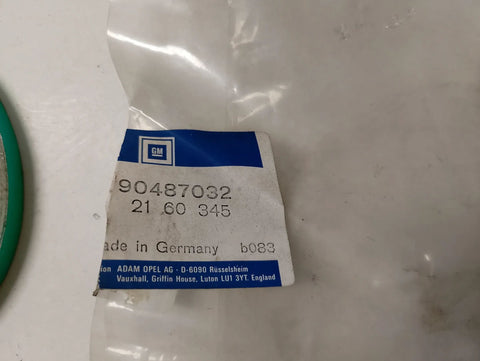 GM
90487032
21 60 345
ade in Germany b083
ion ADAM OPEL AG · D-6090 Rüsselsheim
Vauxhall, Griffin House, Luton LU1 3YT. England